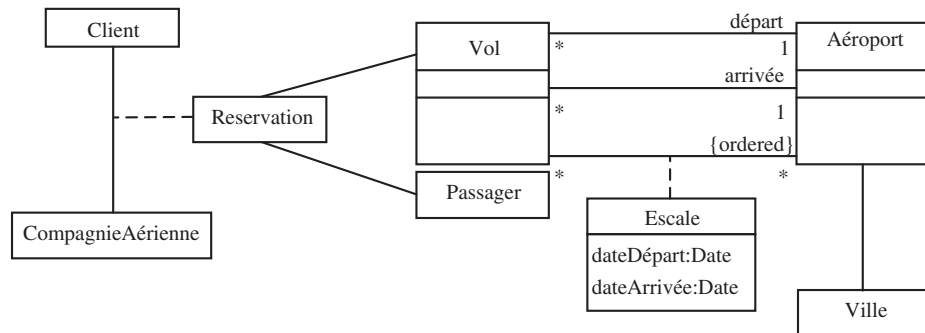 Client
départ
Vol
*
1
Aéroport
arrivée
Reservation
*
1
{ordered}
Passager
*
*
Escale
CompagnieAérienne
dateDépart:Date
dateArrivée:Date
Ville